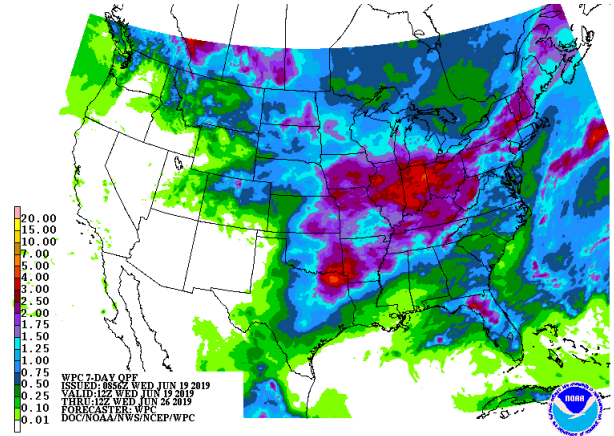 20.00
15.00
10.00
7.00
5.00
4.00
3.00
2.50
2.00
1.75
1.50
1.25
1.00
0.75
0.50
0.25
0.10
0.01
WPC 7-DAY QPF
ISSUED: 0856Z WED JUN 19 2019
VALID:12Z WED JUN 19 2019
THRU:12Z WED JUN 26 2019
FORECASTER: WPC
DOC/NOAA/NWS/NCEP/WPC
NOAA